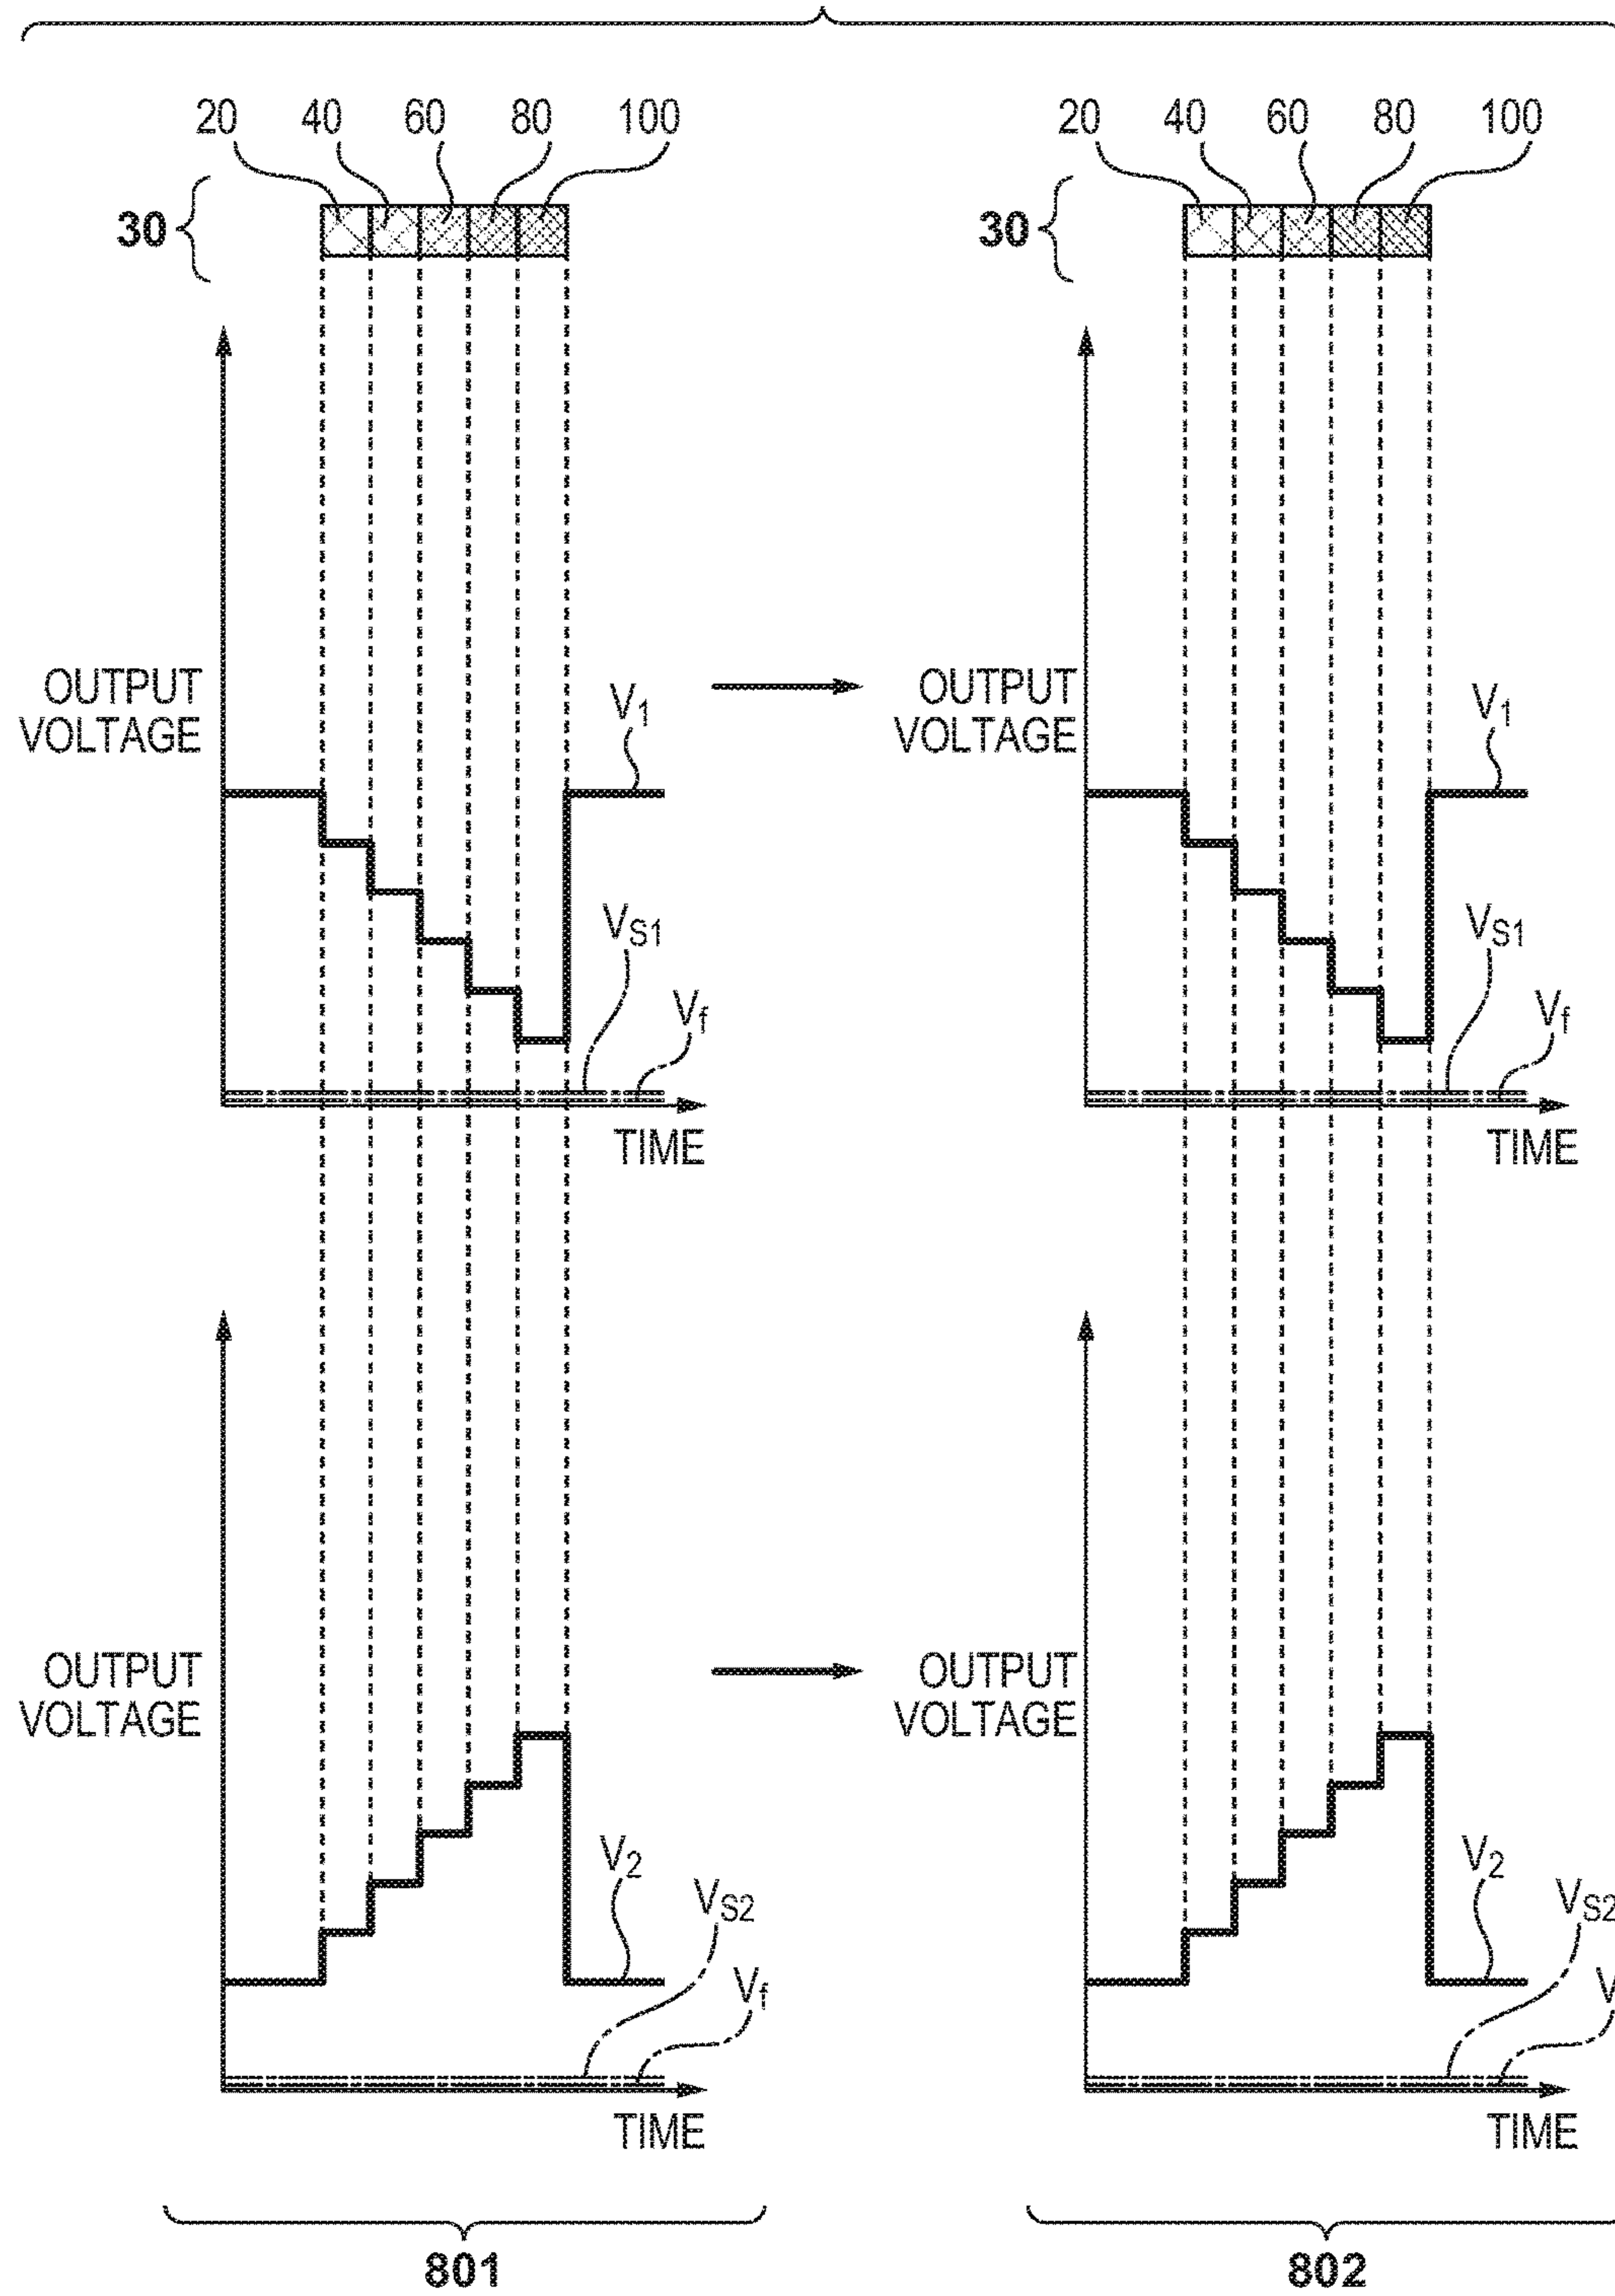 20 40 60 80 100
30
OUTPUT
VOLTAGE
V1
VS1
Vf
TIME
OUTPUT
VOLTAGE
V2
VS2
Vf
TIME
801
20 40 60 80 100
30
OUTPUT
VOLTAGE
V1
VS1
Vf
TIME
OUTPUT
VOLTAGE
V2
VS2
V
TIME
802